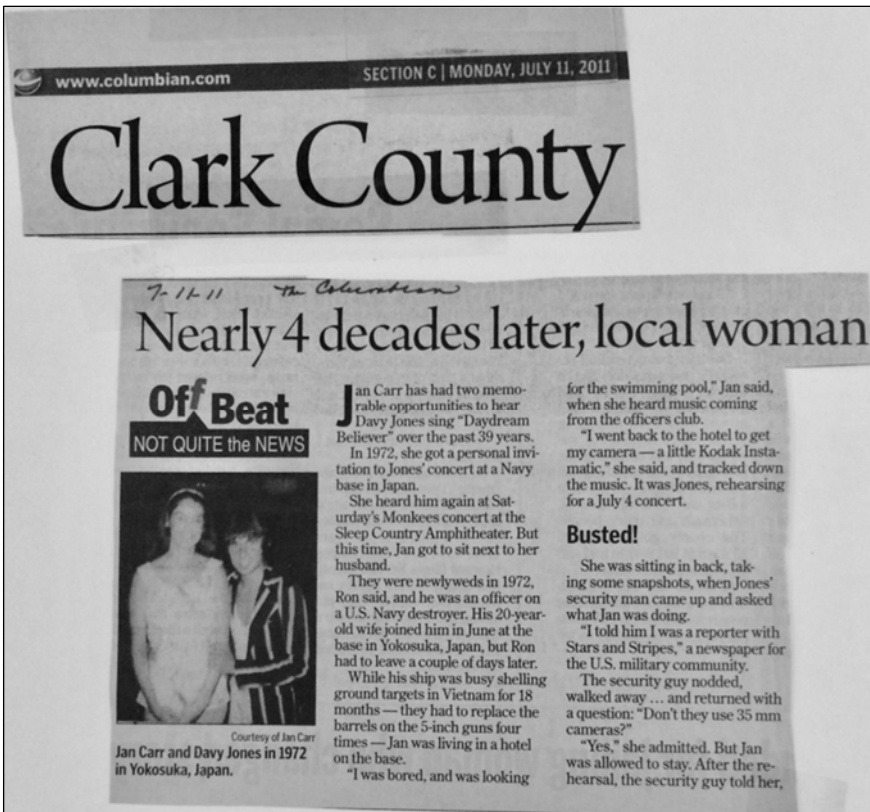 www.columbian.com
SECTION C | MONDAY, JULY 11, 2011
Clark County
7-11-11 The Columbian
Nearly 4 decades later, local woman
Off Beat
NOT QUITE the NEWS
Courtesy of Jan Carr
Jan Carr and Davy Jones in 1972
in Yokosuka, Japan.
Jan Carr has had two memo-
rable opportunities to hear
Davy Jones sing “Daydream
Believer” over the past 39 years.
In 1972, she got a personal invi-
tation to Jones’ concert at a Navy
base in Japan.
She heard him again at Sat-
urday’s Monkees concert at the
Sleep Country Amphitheater. But
this time, Jan got to sit next to her
husband.
They were newlyweds in 1972,
Ron said, and he was an officer on
a U.S. Navy destroyer. His 20-year-
old wife joined him in June at the
base in Yokosuka, Japan, but Ron
had to leave a couple of days later.
While his ship was busy shelling
ground targets in Vietnam for 18
months — they had to replace the
barrels on the 5-inch guns four
times — Jan was living in a hotel
on the base.
“I was bored, and was looking
for the swimming pool,” Jan said,
when she heard music coming
from the officers club.
“I went back to the hotel to get
my camera — a little Kodak Insta-
matic,” she said, and tracked down
the music. It was Jones, rehearsing
for a July 4 concert.
Busted!
She was sitting in back, tak-
ing some snapshots, when Jones’
security man came up and asked
what Jan was doing.
“I told him I was a reporter with
Stars and Stripes,” a newspaper for
the U.S. military community.
The security guy nodded,
walked away … and returned with
a question: “Don’t they use 35 mm
cameras?”
“Yes,” she admitted. But Jan
was allowed to stay. After the re-
hearsal, the security guy told her,